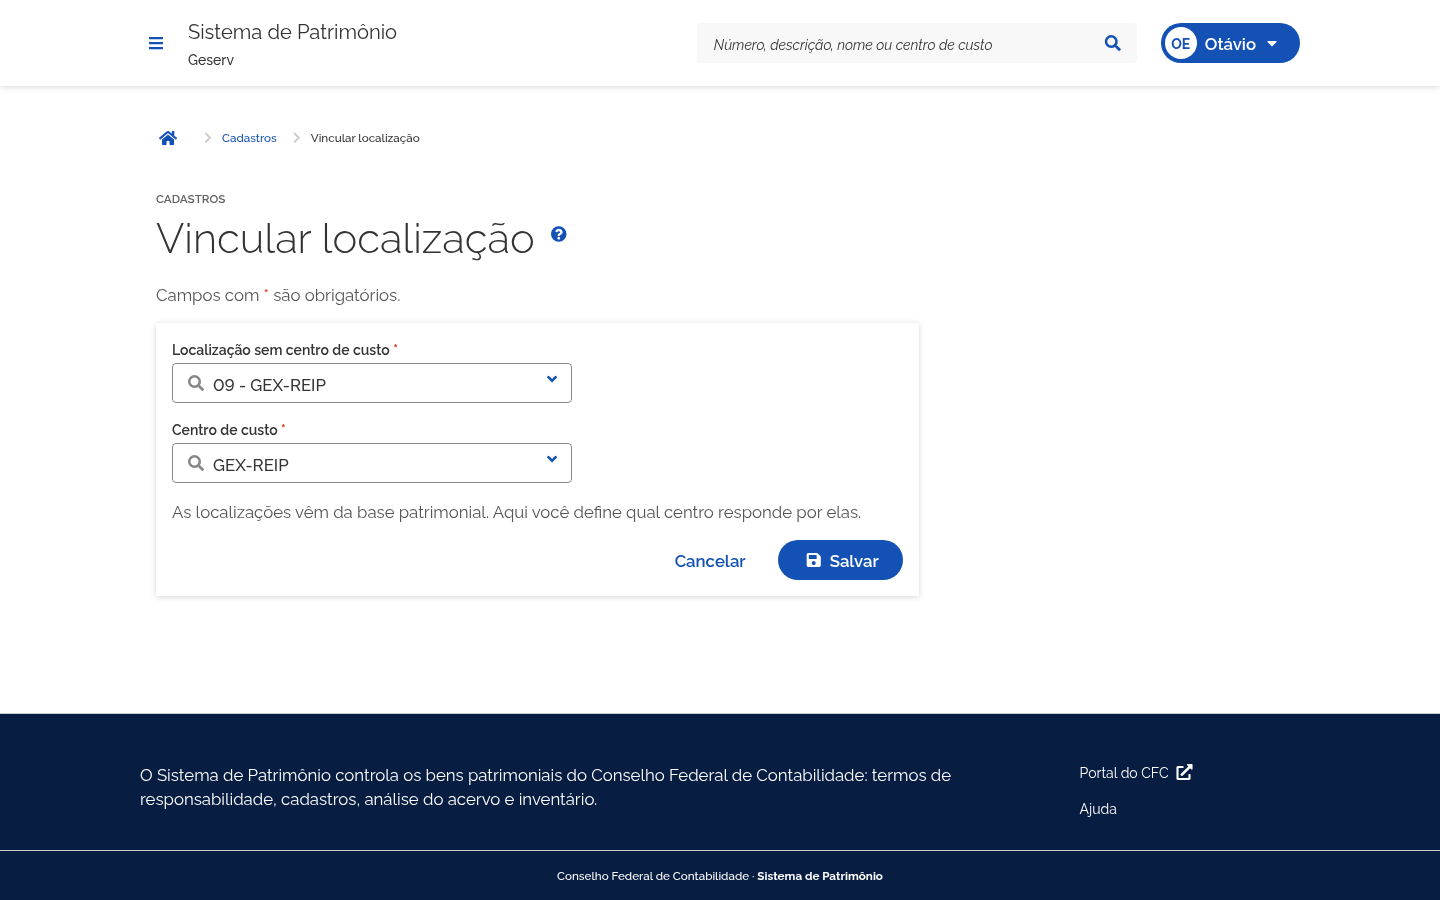 Sistema de Patrimônio
Geserv
Número, descrição, nome ou centro de custo
OE Otávio
Cadastros
Vincular localização
CADASTROS
Vincular localização
Campos com * são obrigatórios.
Localização sem centro de custo *
09 - GEX-REIP
Centro de custo *
GEX-REIP
As localizações vêm da base patrimonial. Aqui você define qual centro responde por elas.
Cancelar
Salvar
O Sistema de Patrimônio controla os bens patrimoniais do Conselho Federal de Contabilidade: termos de
responsabilidade, cadastros, análise do acervo e inventário.
Portal do CFC
Ajuda
Conselho Federal de Contabilidade · Sistema de Patrimônio